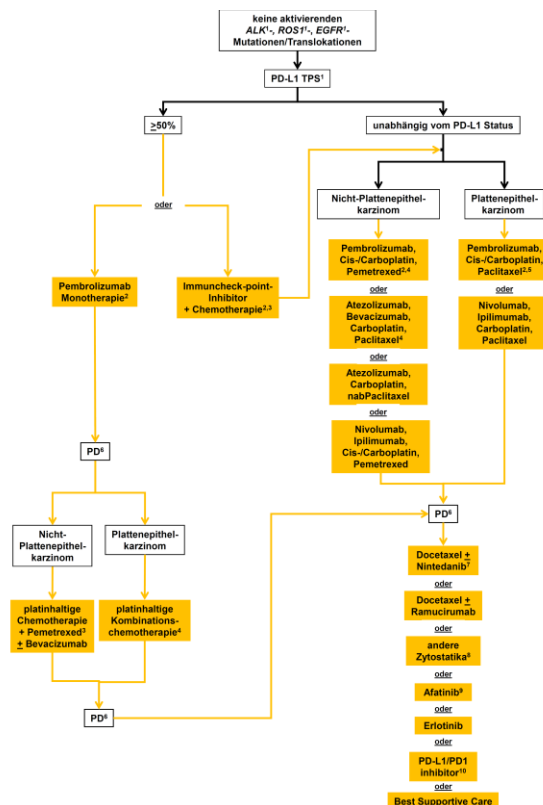 keine aktivierenden
ALK¹-, ROS1¹-, EGFR¹-
Mutationen/Translokationen
PD-L1 TPS¹
≥50%
unabhängig vom PD-L1 Status
oder
Nicht-Plattenepithel-
karzinom
Plattenepithel-
karzinom
Pembrolizumab
Monotherapie²
Immuncheck-point-
Inhibitor
+ Chemotherapie²,³
Pembrolizumab,
Cis-/Carboplatin,
Pemetrexed²,⁴
oder
Atezolizumab,
Bevacizumab,
Carboplatin,
Paclitaxel⁴
oder
Atezolizumab,
Carboplatin,
nabPaclitaxel
oder
Nivolumab,
Ipilimumab,
Cis-/Carboplatin,
Pemetrexed
Pembrolizumab,
Cis-/Carboplatin,
Paclitaxel²,⁵
oder
Nivolumab,
Ipilimumab,
Carboplatin,
Paclitaxel
PD⁶
Nicht-
Plattenepithel-
karzinom
Plattenepithel-
karzinom
platinhaltige
Chemotherapie
+ Pemetrexed³
± Bevacizumab
platinhaltige
Kombinations-
chemotherapie⁴
PD⁶
PD⁶
Docetaxel ±
Nintedanib⁷
oder
Docetaxel ±
Ramucirumab
oder
andere
Zytostatika⁸
oder
Afatinib⁹
oder
Erlotinib
oder
PD-L1/PD1
inhibitor¹⁰
oder
Best Supportive Care